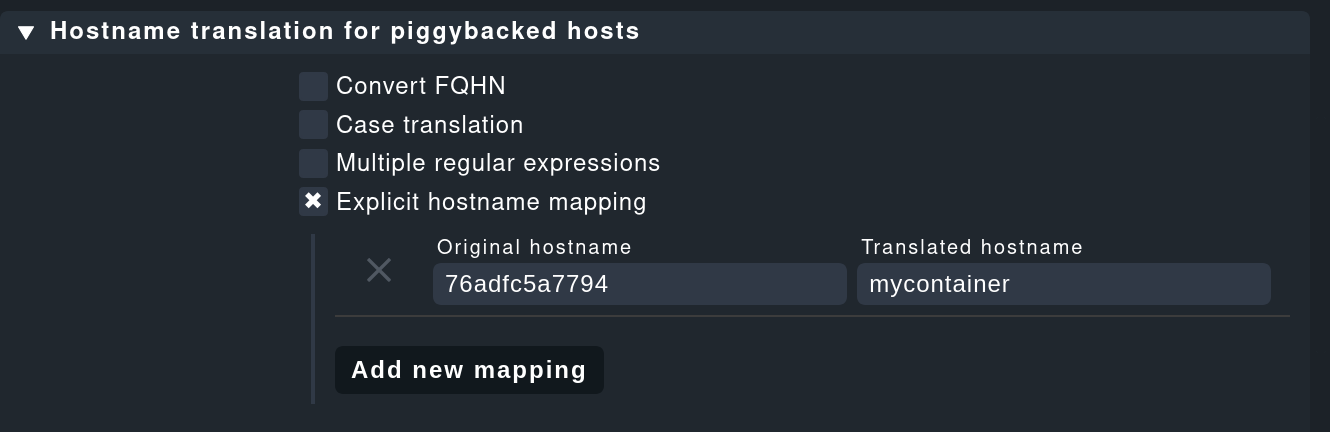 Hostname translation for piggybacked hosts
Convert FQHN
Case translation
Multiple regular expressions
Explicit hostname mapping
Original hostname Translated hostname
76adfc5a7794 mycontainer
Add new mapping